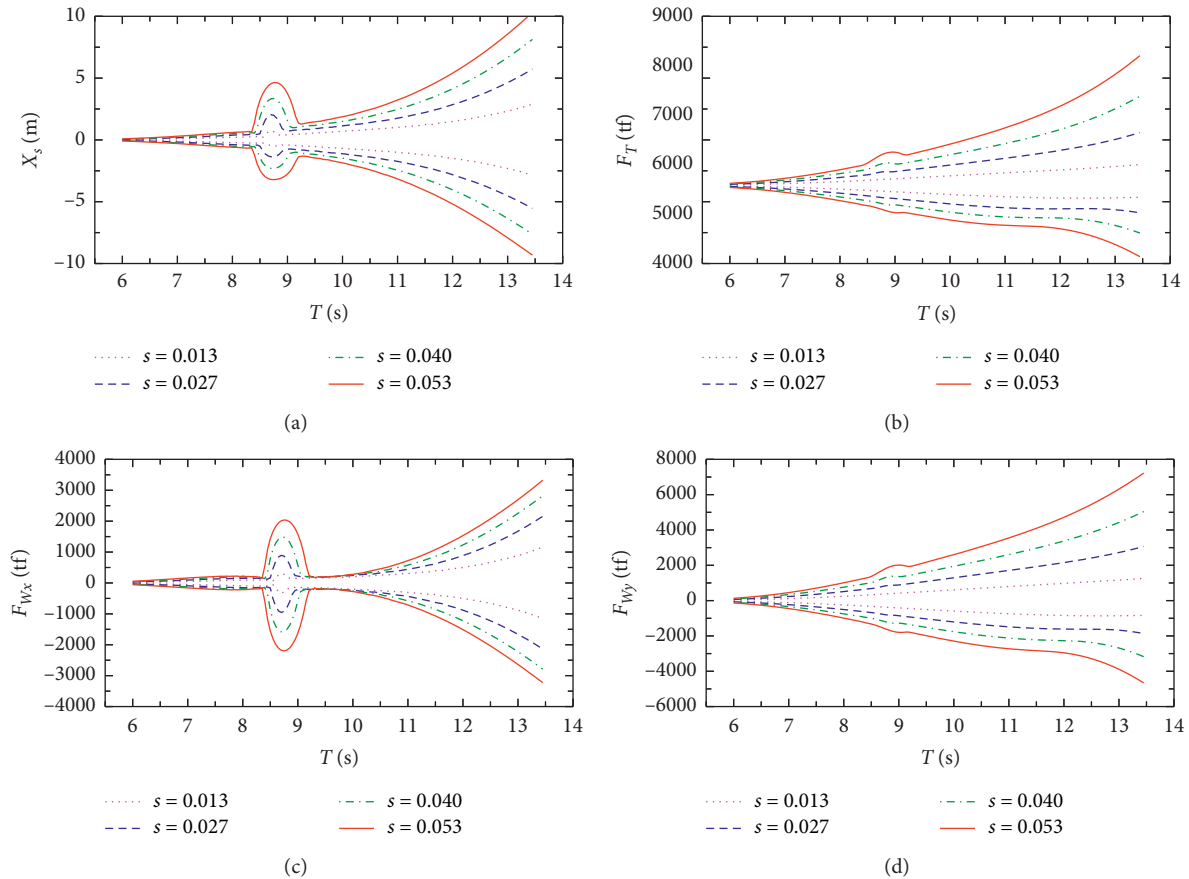 10
5
0
−5
−10
X_s (m)
6 7 8 9 10 11 12 13 14
T (s)
s = 0.013 s = 0.040
s = 0.027 s = 0.053
(a)
9000
8000
7000
6000
5000
4000
F_T (tf)
6 7 8 9 10 11 12 13 14
T (s)
s = 0.013 s = 0.040
s = 0.027 s = 0.053
(b)
4000
3000
2000
1000
0
−1000
−2000
−3000
−4000
F_Wx (tf)
6 7 8 9 10 11 12 13 14
T (s)
s = 0.013 s = 0.040
s = 0.027 s = 0.053
(c)
8000
6000
4000
2000
0
−2000
−4000
−6000
F_Wy (tf)
6 7 8 9 10 11 12 13 14
T (s)
s = 0.013 s = 0.040
s = 0.027 s = 0.053
(d)